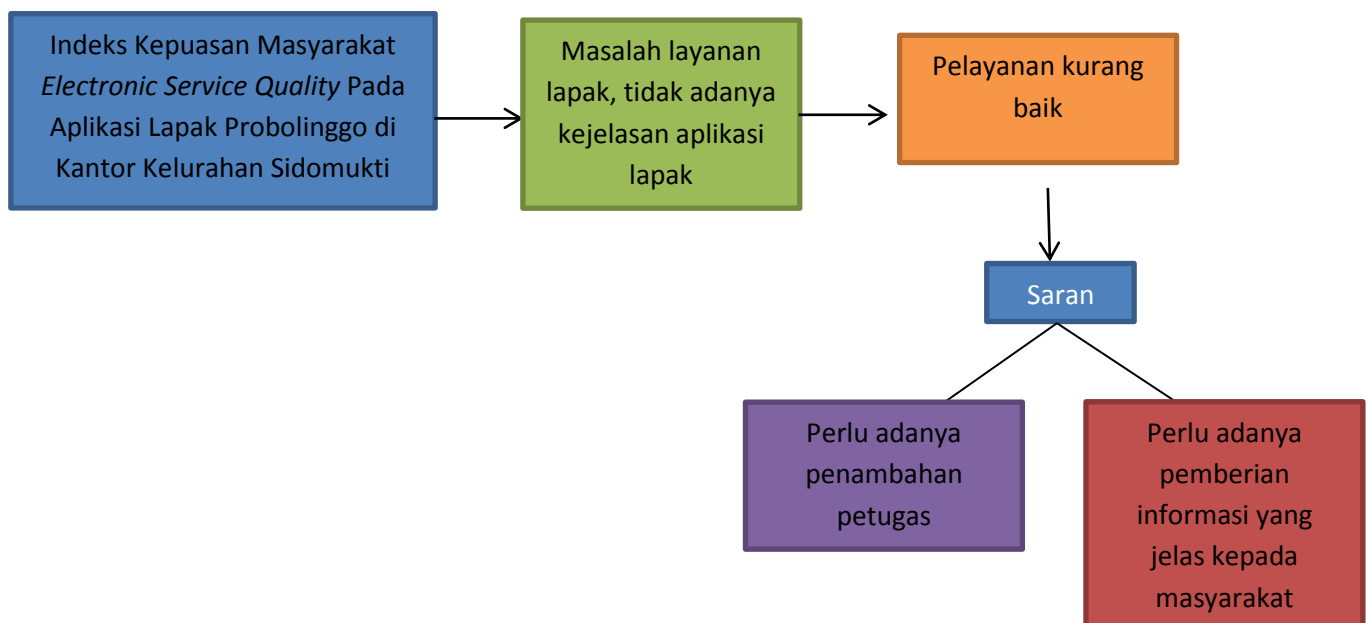 Indeks Kepuasan Masyarakat
Electronic Service Quality Pada
Aplikasi Lapak Probolinggo di
Kantor Kelurahan Sidomukti
Masalah layanan
lapak, tidak adanya
kejelasan aplikasi
lapak
Pelayanan kurang
baik
Saran
Perlu adanya
penambahan
petugas
Perlu adanya
pemberian
informasi yang
jelas kepada
masyarakat